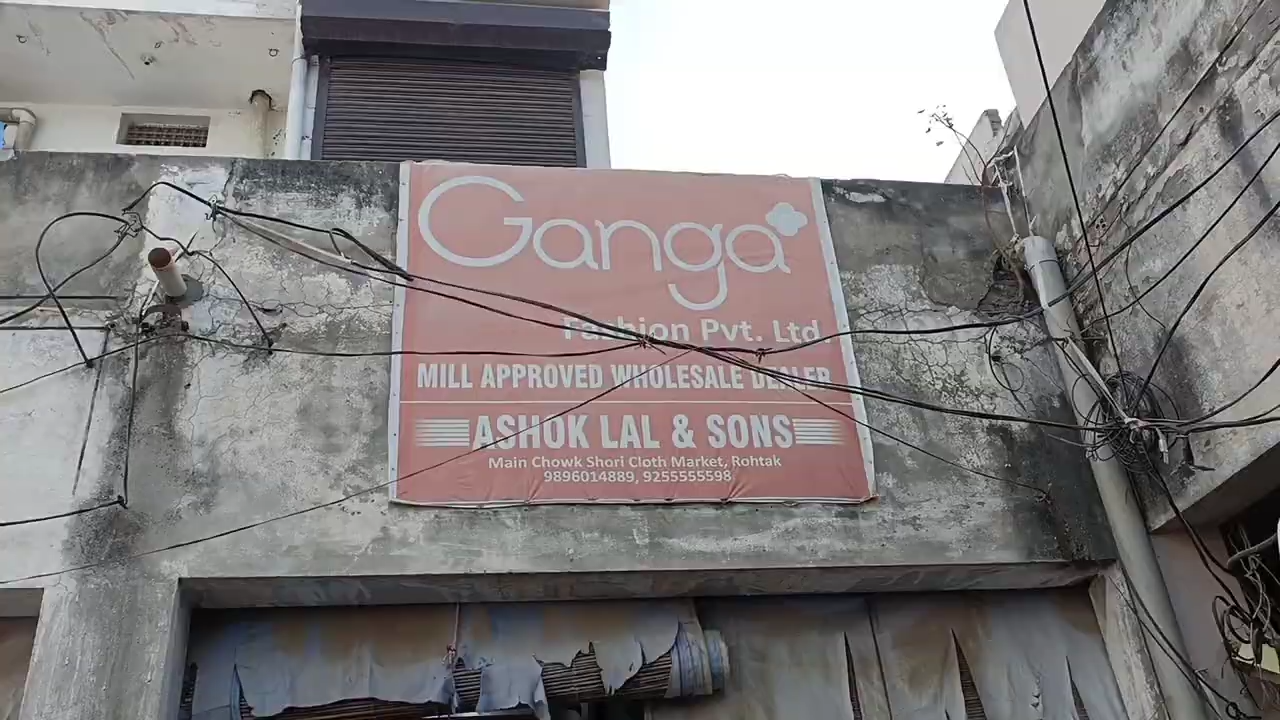 Ganga
Fashion Pvt. Ltd
MILL APPROVED WHOLESALE DEALER
ASHOK LAL & SONS
Main Chowk Shori Cloth Market, Rohtak
9896014889, 9255555598